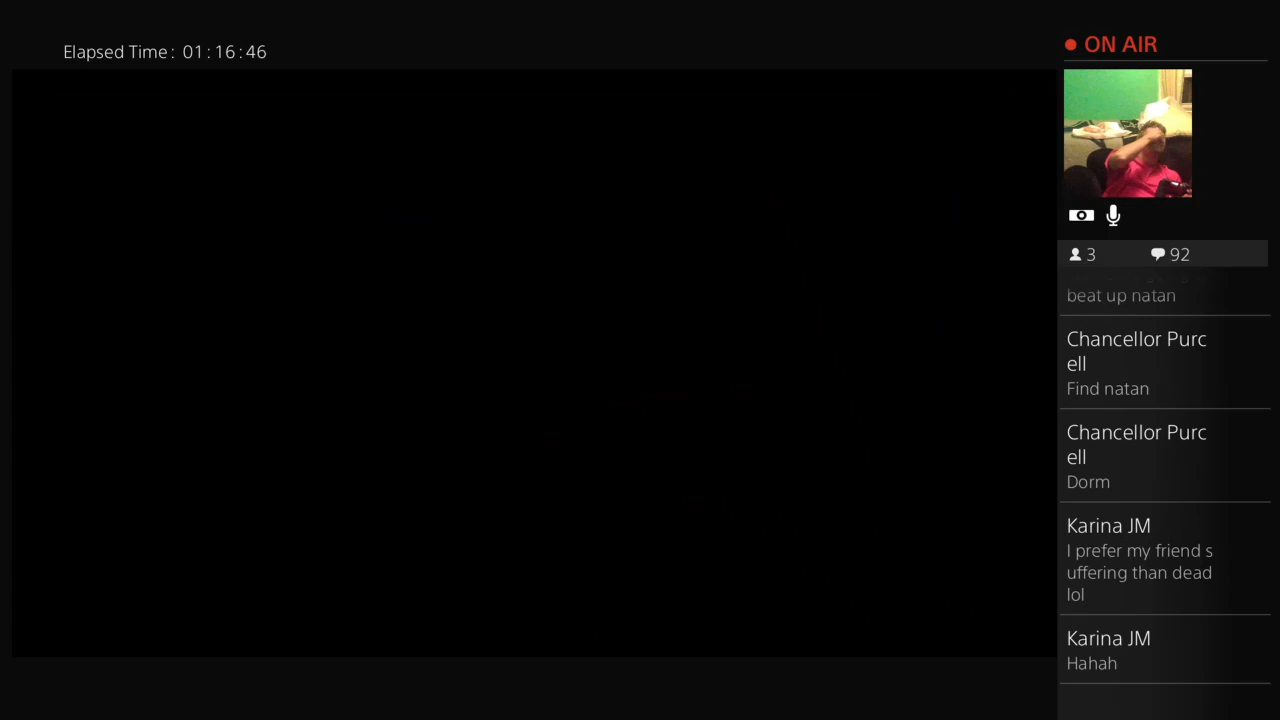 Elapsed Time: 01:16:46
ON AIR
3 92
beat up natan
Chancellor Purc
ell
Find natan
Chancellor Purc
ell
Dorm
Karina JM
I prefer my friend s
uffering than dead
lol
Karina JM
Hahah